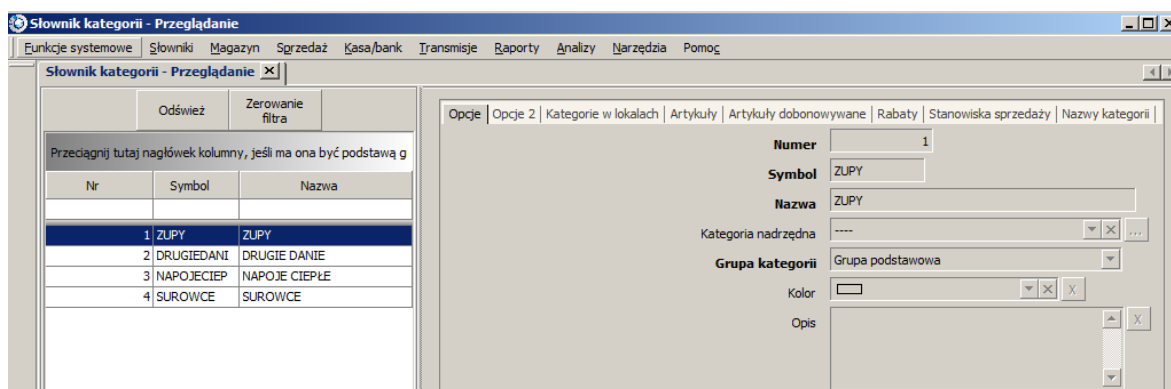 Słownik kategorii - Przeglądanie
Funkcje systemowe Słowniki Magazyn Sprzedaż Kasa/bank Transmisje Raporty Analizy Narzędzia Pomoc
Słownik kategorii - Przeglądanie
Odśwież Zerowanie filtra
Przeciągnij tutaj nagłówek kolumny, jeśli ma ona być podstawą g
Nr Symbol Nazwa
1 ZUPY ZUPY
2 DRUGIEDANI DRUGIE DANIE
3 NAPOJECIEP NAPOJE CIEPŁE
4 SUROWCE SUROWCE
Opcje Opcje 2 Kategorie w lokalach Artykuły Artykuły dobonowywane Rabaty Stanowiska sprzedaży Nazwy kategorii
Numer 1
Symbol ZUPY
Nazwa ZUPY
Kategoria nadrzędna ---- ...
Grupa kategorii Grupa podstawowa
Kolor X
Opis X